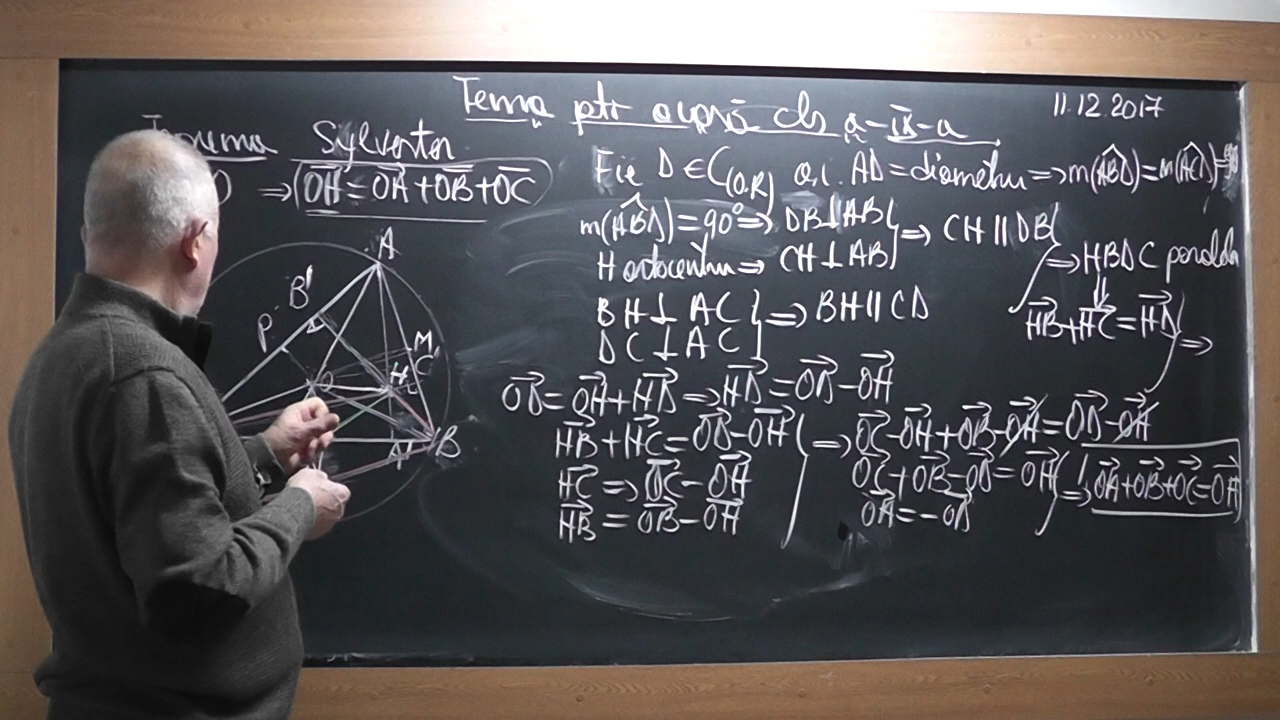 Tema ptr acasă cls a-IX-a
11.12.2017
Sylvester
⇒ OH = OA + OB + OC
Fie D ∈ C(O,R) a.i. AD = diametru ⇒ m(ABD) = m(ACD) = 90
m(ABD) = 90° ⇒ DB ⊥ AB
H ortocentru ⇒ CH ⊥ AB
⇒ CH ∥ DB
⇒ HBDC
BH ⊥ AC
DC ⊥ AC
⇒ BH ∥ CD
HB + HC = HD ⇒
OD = OH + HD ⇒ HD = OD - OH
HB + HC = OD - OH
HC ⇒ OC - OH
HB = OB - OH
⇒ OC - OH + OB - OH = OD - OH
OC + OB - OD = OH
OA = - OD
⇒ OA + OB + OC = OH
A
B'
P
M
C'
O
H
A'
B